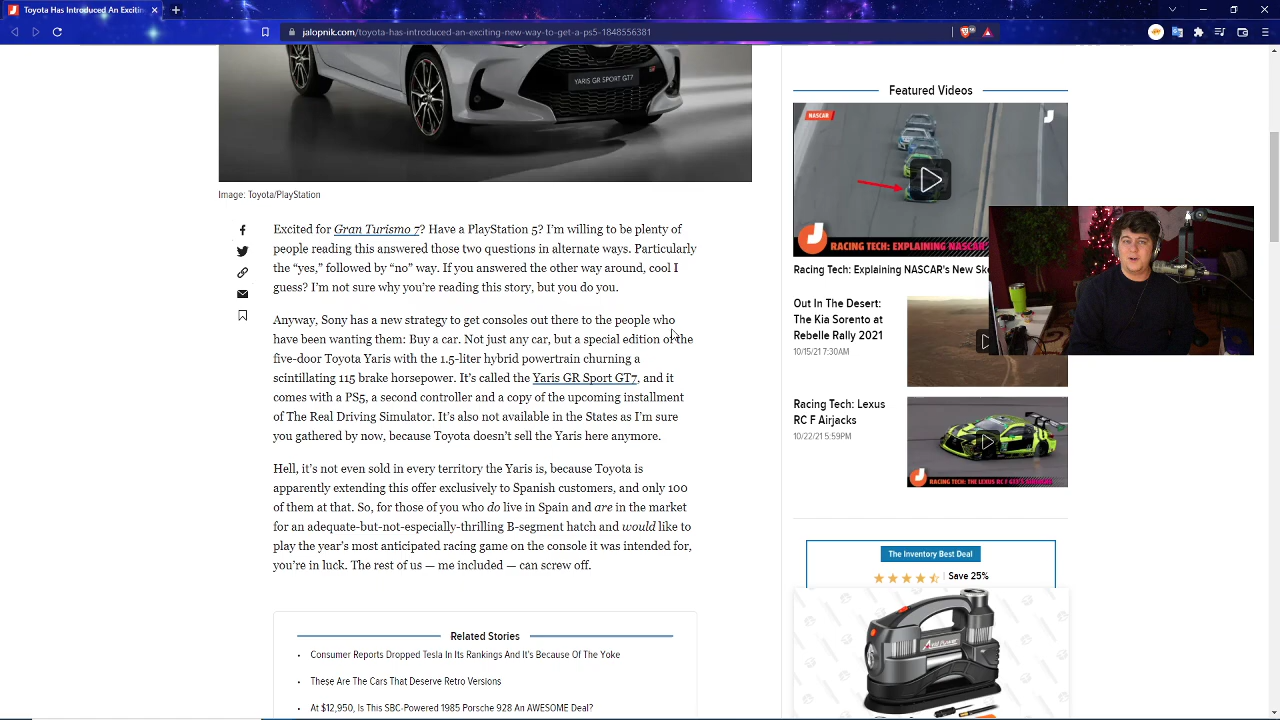 Toyota Has Introduced An Excitin
jalopnik.com/toyota-has-introduced-an-exciting-new-way-to-get-a-ps5-1848556381
YARIS GR SPORT GT7
Image: Toyota/PlayStation
Excited for Gran Turismo 7? Have a PlayStation 5? I'm willing to be plenty of
people reading this answered those two questions in alternate ways. Particularly
the "yes," followed by "no" way. If you answered the other way around, cool I
guess? I'm not sure why you're reading this story, but you do you.
Anyway. Sony has a new strategy to get consoles out there to the people who
have been wanting them: Buy a car. Not just any car, but a special edition of the
five-door Toyota Yaris with the 1.5-liter hybrid powertrain churning a
scintillating 115 brake horsepower. It's called the Yaris GR Sport GT7, and it
comes with a PS5, a second controller and a copy of the upcoming installment
of The Real Driving Simulator. It's also not available in the States as I'm sure
you gathered by now, because Toyota doesn't sell the Yaris here anymore.
Hell, it's not even sold in every territory the Yaris is, because Toyota is
apparently extending this offer exclusively to Spanish customers, and only 100
of them at that. So, for those of you who do live in Spain and are in the market
for an adequate-but-not-especially-thrilling B-segment hatch and would like to
play the year's most anticipated racing game on the console it was intended for,
you're in luck. The rest of us — me included — can screw off.
Related Stories
Consumer Reports Dropped Tesla In Its Rankings And It's Because Of The Yoke
These Are The Cars That Deserve Retro Versions
At $12,950, Is This SBC-Powered 1985 Porsche 928 An AWESOME Deal?
Featured Videos
NASCAR
RACING TECH: EXPLAINING NASCAR
Racing Tech: Explaining NASCAR's New Se
Out In The Desert:
The Kia Sorento at
Rebelle Rally 2021
10/15/21 7:30AM
Racing Tech: Lexus
RC F Airjacks
10/22/21 5:59PM
RACING TECH: THE LEXUS RC F GETS AIRJACKS
The Inventory Best Deal
Save 25%